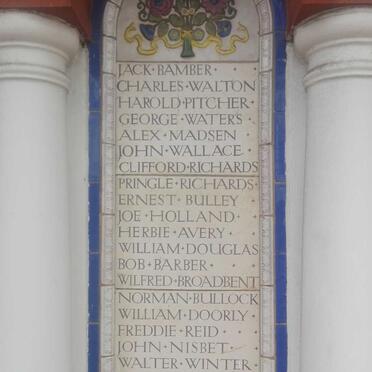 JACK · BAMBER · ·
CHARLES · WALTON
HAROLD · PITCHER ·
GEORGE · WATERS ·
ALEX · MADSEN · ·
JOHN · WALLACE ·
CLIFFORD · RICHARDS
PRINGLE · RICHARDS ·
ERNEST · BULLEY ·
JOE · HOLLAND · ·
HERBIE · AVERY · ·
WILLIAM · DOUGLAS
BOB · BARBER · · ·
WILFRED · BROADBENT
NORMAN · BULLOCK
WILLIAM · DOORLY ·
FREDDIE · REID · ·
JOHN · NISBET · ·
WALTER · WINTER ·